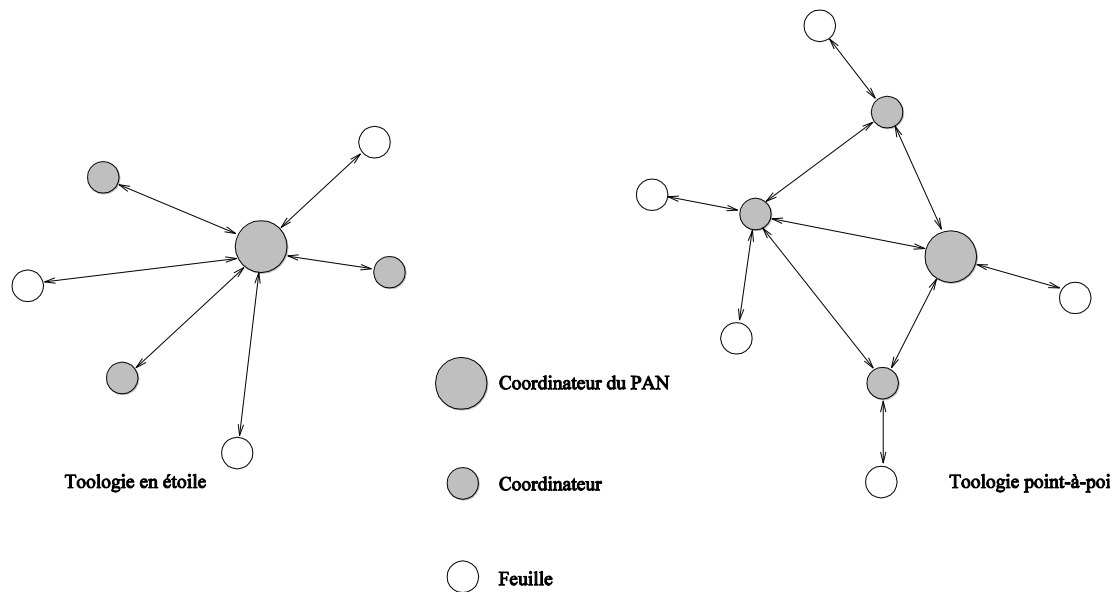 Coordinateur du PAN
Toologie en étoile
Coordinateur
Toologie point-à-poi
Feuille